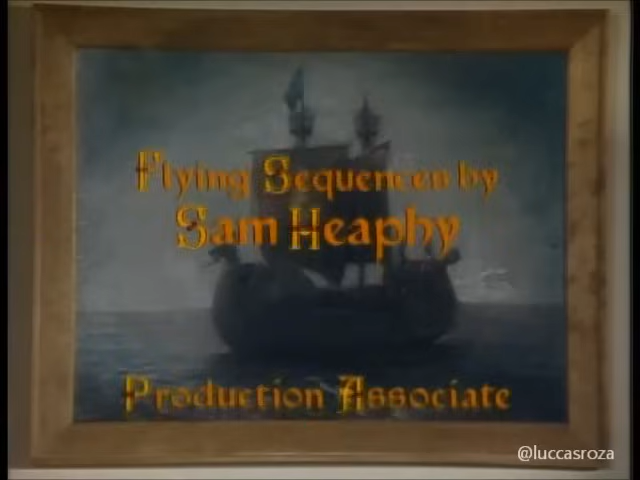 Flying Sequences by
Sam Heaphy
Production Associate
@luccasroza